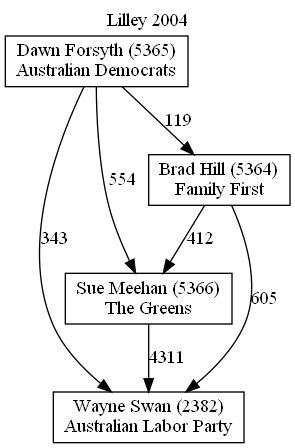 Lilley 2004
Dawn Forsyth (5365)
Australian Democrats
119
Brad Hill (5364)
Family First
554
343
412
605
Sue Meehan (5366)
The Greens
4311
Wayne Swan (2382)
Australian Labor Party